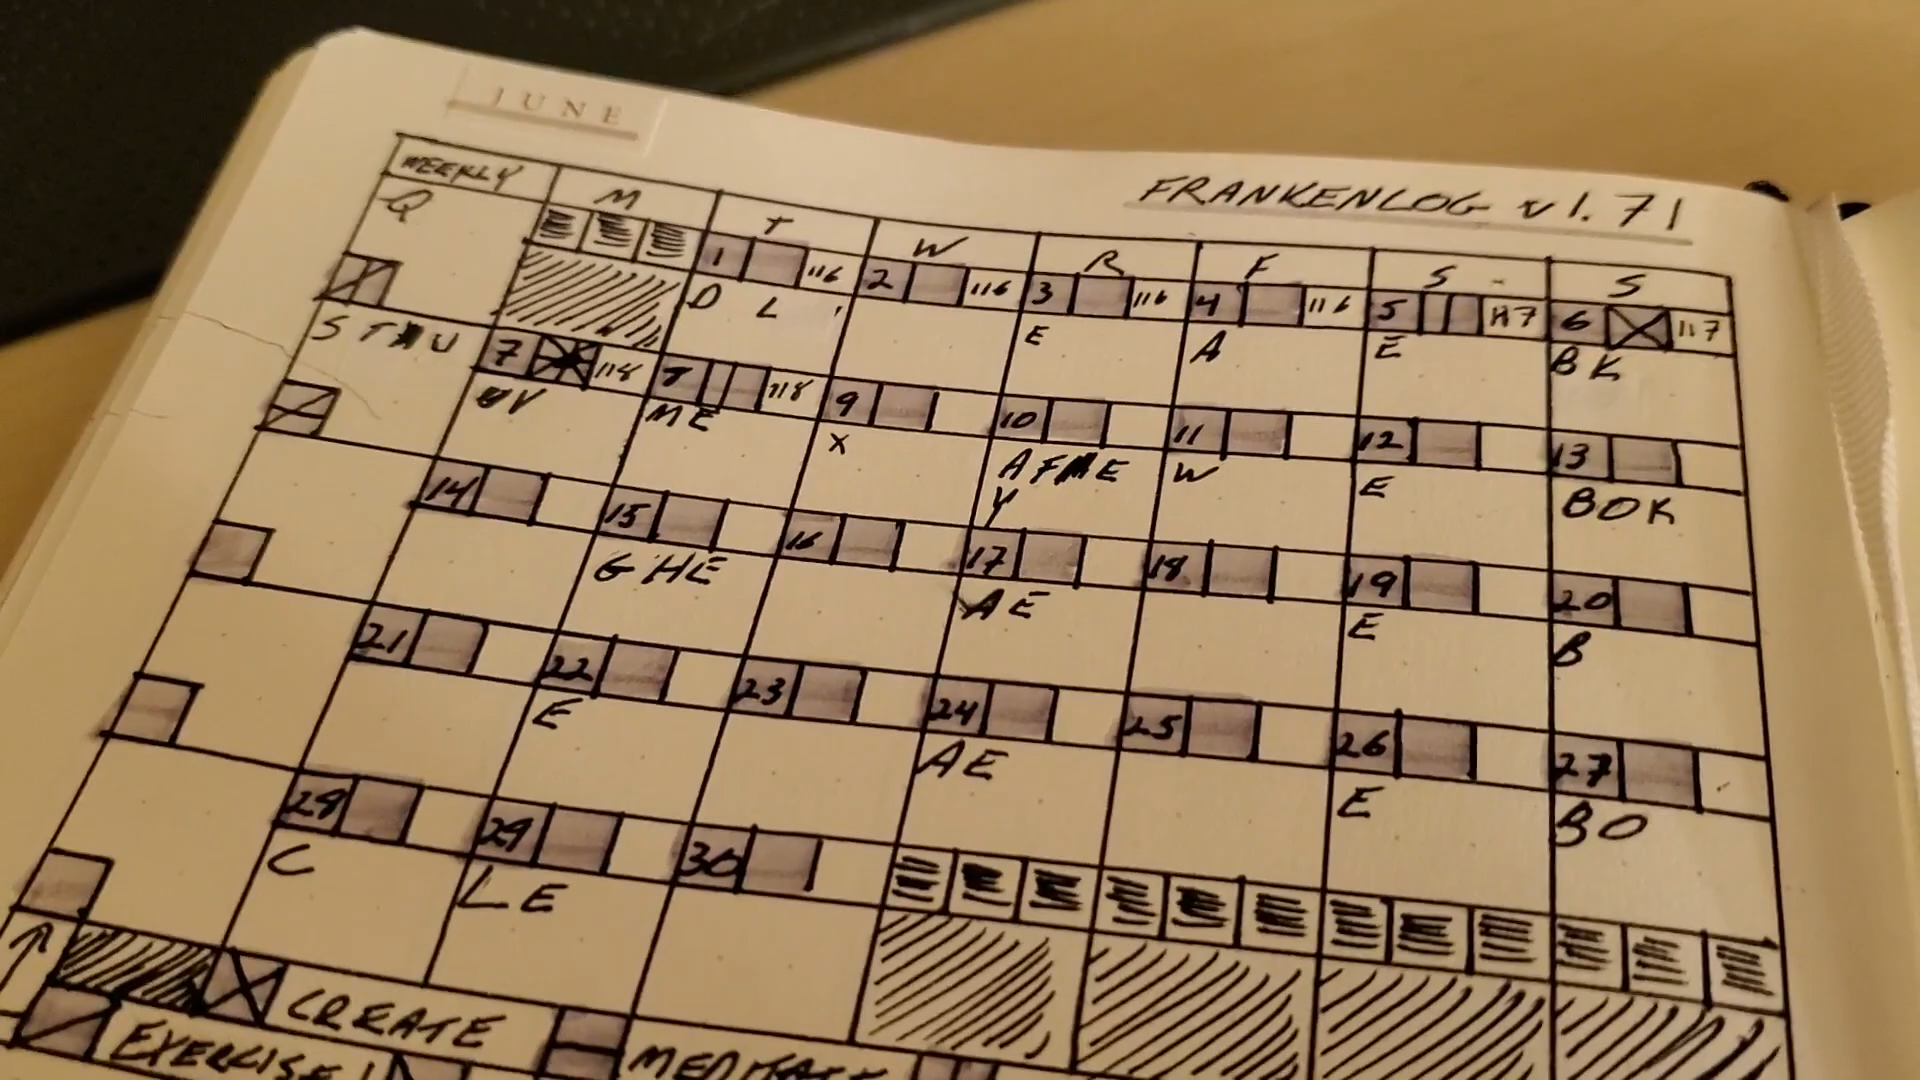 JUNE
FRANKENLOG v1.71
WEEKLY M T W R F S S
Q
1 116 2 116 3 116 4 116 5 117 6 117
D L E A E BK
S T U
7 118 118 9 10 11 12 13
V ME X AF E W E BOK
Y
14 15 16 17 18 19 20
GHE AE E B
21 22 23 24 25 26 27
E AE E BO
28 29 30
C LE
CREATE
EXERCISE